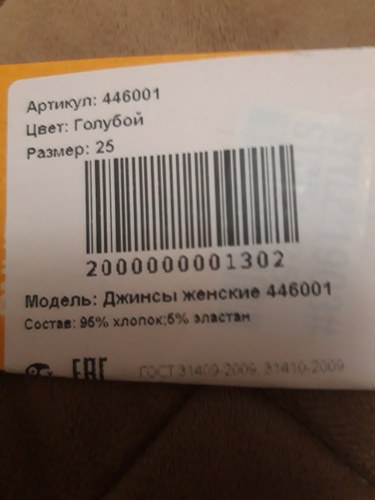 Артикул: 446001
Цвет: Голубой
Размер: 25
2000000001302
Модель: Джинсы женские 446001
Состав: 95% хлопок;5% эластан
ЕАС ГОСТ 31409-2009, 31410-2009